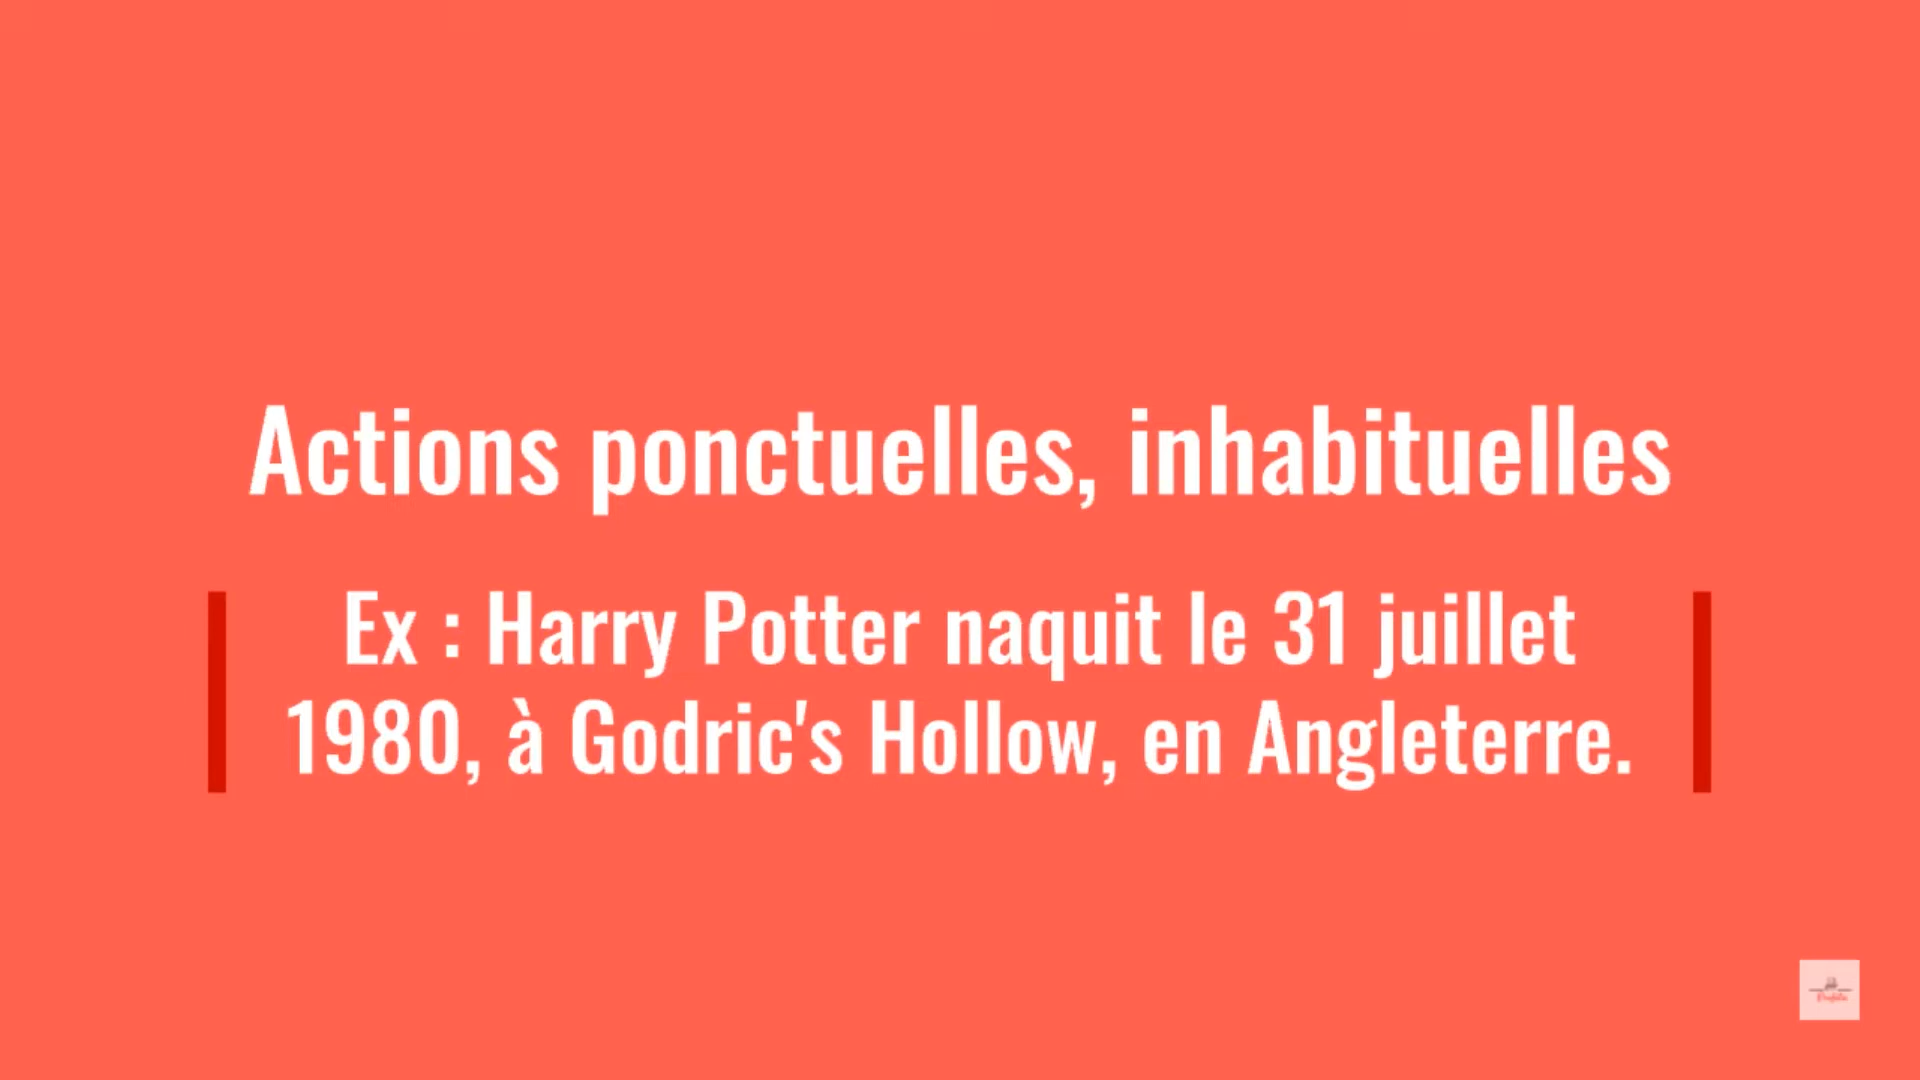 Actions ponctuelles, inhabituelles
Ex : Harry Potter naquit le 31 juillet
1980, à Godric's Hollow, en Angleterre.